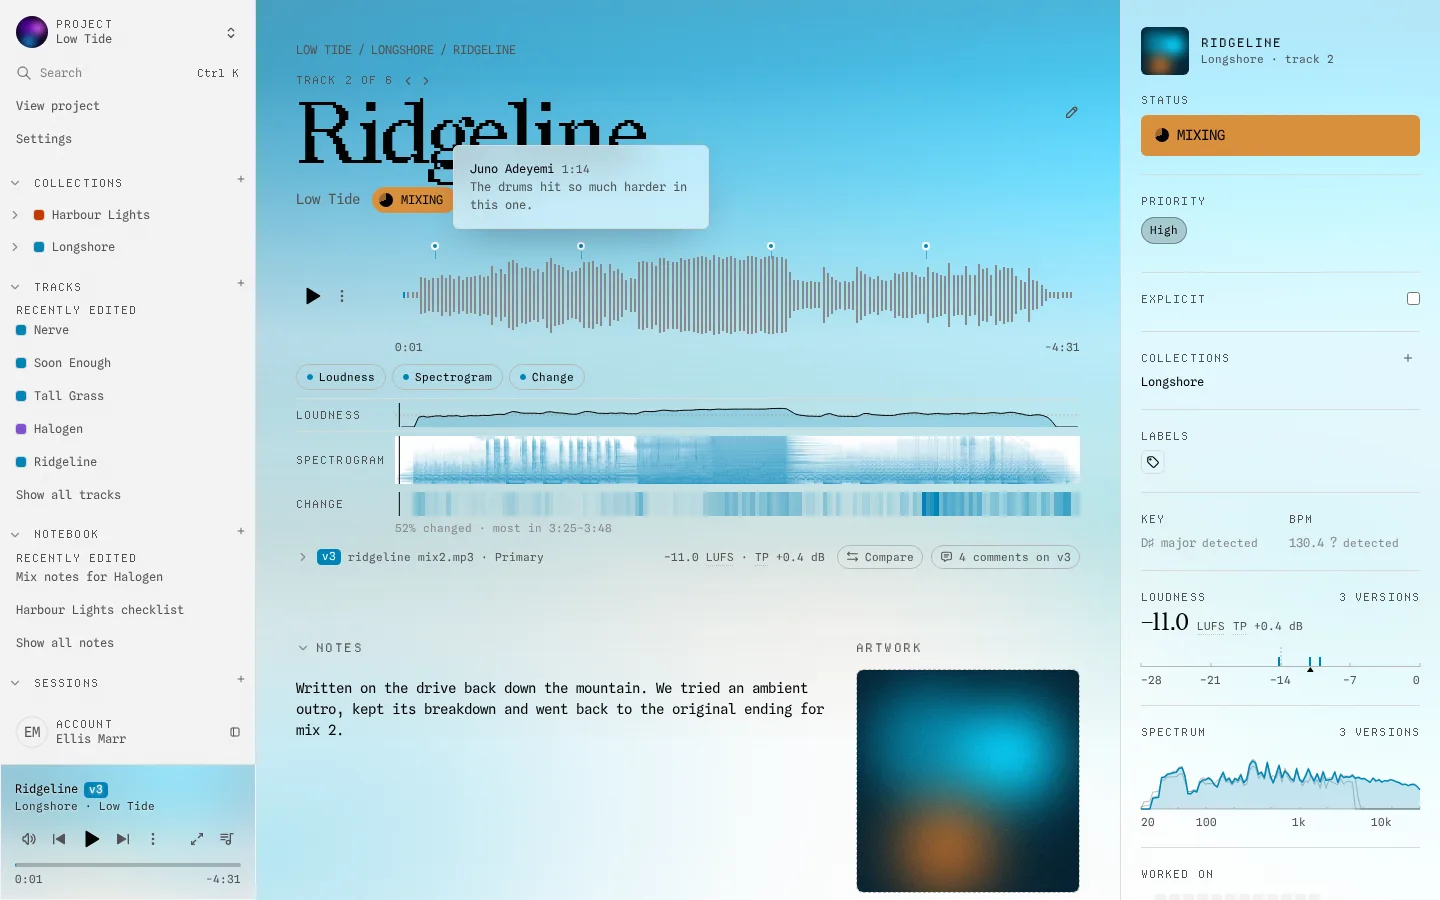 PROJECT
Low Tide
Search Ctrl K
View project
Settings
COLLECTIONS +
Harbour Lights
Longshore
TRACKS +
RECENTLY EDITED
Nerve
Soon Enough
Tall Grass
Halogen
Ridgeline
Show all tracks
NOTEBOOK +
RECENTLY EDITED
Mix notes for Halogen
Harbour Lights checklist
Show all notes
SESSIONS +
EM
ACCOUNT
Ellis Marr
Ridgeline v3
Longshore · Low Tide
0:01 -4:31
LOW TIDE / LONGSHORE / RIDGELINE
TRACK 2 OF 6 < >
Ridgeline
Low Tide MIXING
Juno Adeyemi 1:14
The drums hit so much harder in
this one.
0:01 -4:31
Loudness Spectrogram Change
LOUDNESS
SPECTROGRAM
CHANGE
52% changed · most in 3:25–3:48
v3 ridgeline mix2.mp3 · Primary -11.0 LUFS · TP +0.4 dB Compare 4 comments on v3
NOTES
Written on the drive back down the mountain. We tried an ambient
outro, kept its breakdown and went back to the original ending for
mix 2.
ARTWORK
RIDGELINE
Longshore · track 2
STATUS
MIXING
PRIORITY
High
EXPLICIT
COLLECTIONS +
Longshore
LABELS
KEY BPM
D♯ major detected 130.4 ? detected
LOUDNESS 3 VERSIONS
-11.0 LUFS TP +0.4 dB
-28 -21 -14 -7 0
SPECTRUM 3 VERSIONS
20 100 1k 10k
WORKED ON